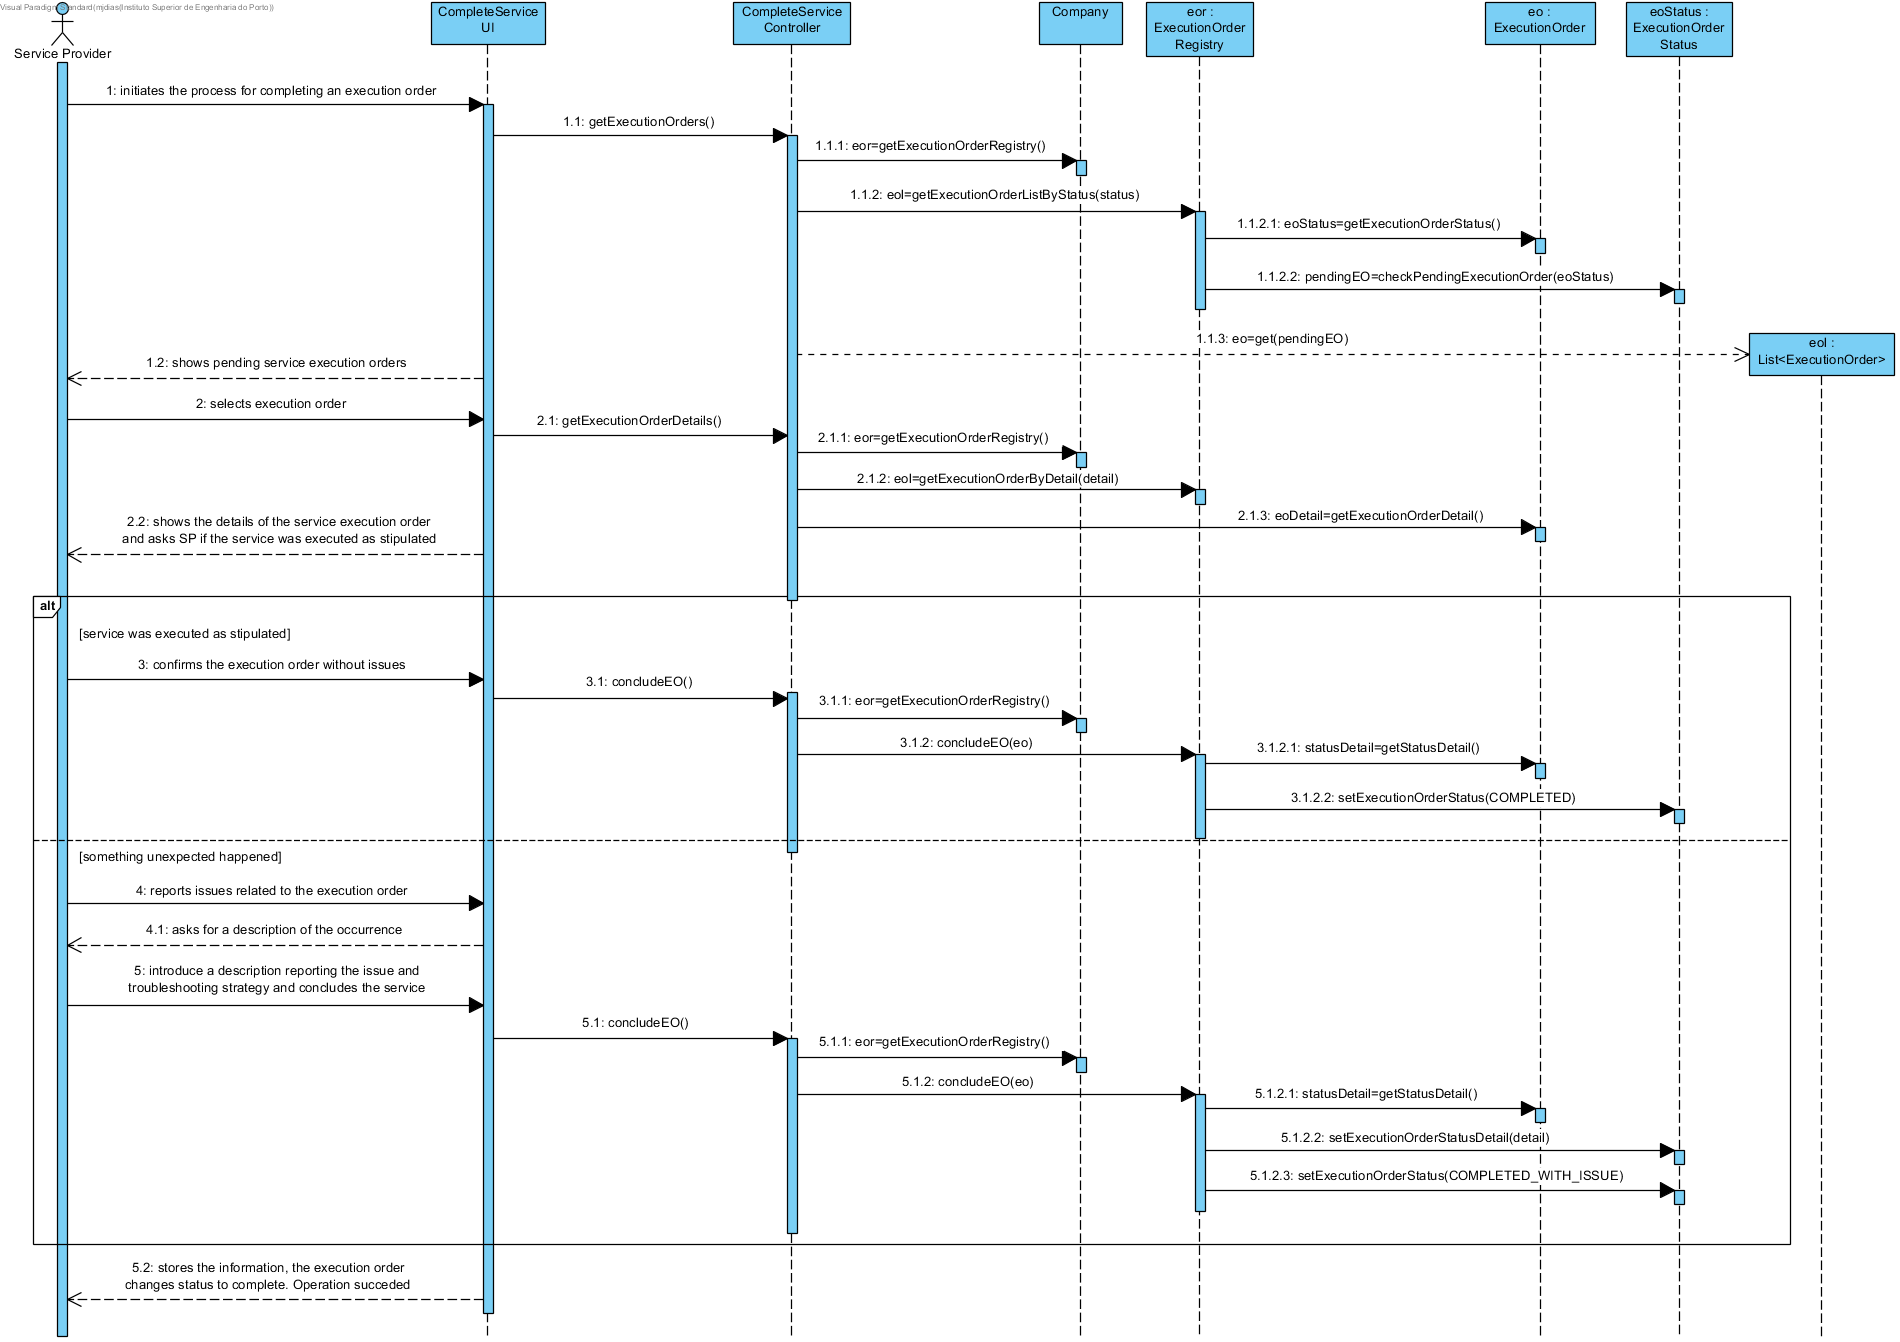 Visual Paradigm Standard(mjdias(Instituto Superior de Engenharia do Porto))
Service Provider
CompleteService
UI
CompleteService
Controller
Company
eor :
ExecutionOrder
Registry
eo :
ExecutionOrder
eoStatus :
ExecutionOrder
Status
1: initiates the process for completing an execution order
1.1: getExecutionOrders()
1.1.1: eor=getExecutionOrderRegistry()
1.1.2: eol=getExecutionOrderListByStatus(status)
1.1.2.1: eoStatus=getExecutionOrderStatus()
1.1.2.2: pendingEO=checkPendingExecutionOrder(eoStatus)
1.1.3: eo=get(pendingEO)
eol :
List<ExecutionOrder>
1.2: shows pending service execution orders
2: selects execution order
2.1: getExecutionOrderDetails()
2.1.1: eor=getExecutionOrderRegistry()
2.1.2: eol=getExecutionOrderByDetail(detail)
2.1.3: eoDetail=getExecutionOrderDetail()
2.2: shows the details of the service execution order
and asks SP if the service was executed as stipulated
alt
[service was executed as stipulated]
3: confirms the execution order without issues
3.1: concludeEO()
3.1.1: eor=getExecutionOrderRegistry()
3.1.2: concludeEO(eo)
3.1.2.1: statusDetail=getStatusDetail()
3.1.2.2: setExecutionOrderStatus(COMPLETED)
[something unexpected happened]
4: reports issues related to the execution order
4.1: asks for a description of the occurrence
5: introduce a description reporting the issue and
troubleshooting strategy and concludes the service
5.1: concludeEO()
5.1.1: eor=getExecutionOrderRegistry()
5.1.2: concludeEO(eo)
5.1.2.1: statusDetail=getStatusDetail()
5.1.2.2: setExecutionOrderStatusDetail(detail)
5.1.2.3: setExecutionOrderStatus(COMPLETED_WITH_ISSUE)
5.2: stores the information, the execution order
changes status to complete. Operation succeded